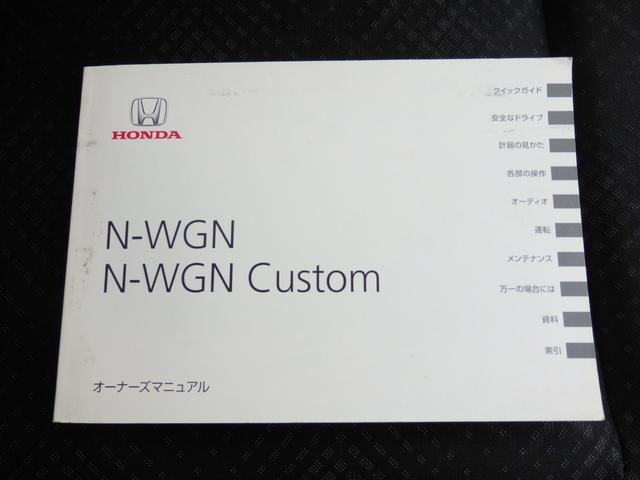 HONDA
N-WGN
N-WGN Custom
オーナーズマニュアル
クイックガイド
安全なドライブ
計器の見かた
各部の操作
オーディオ
運転
メンテナンス
万一の場合には
資料
索引